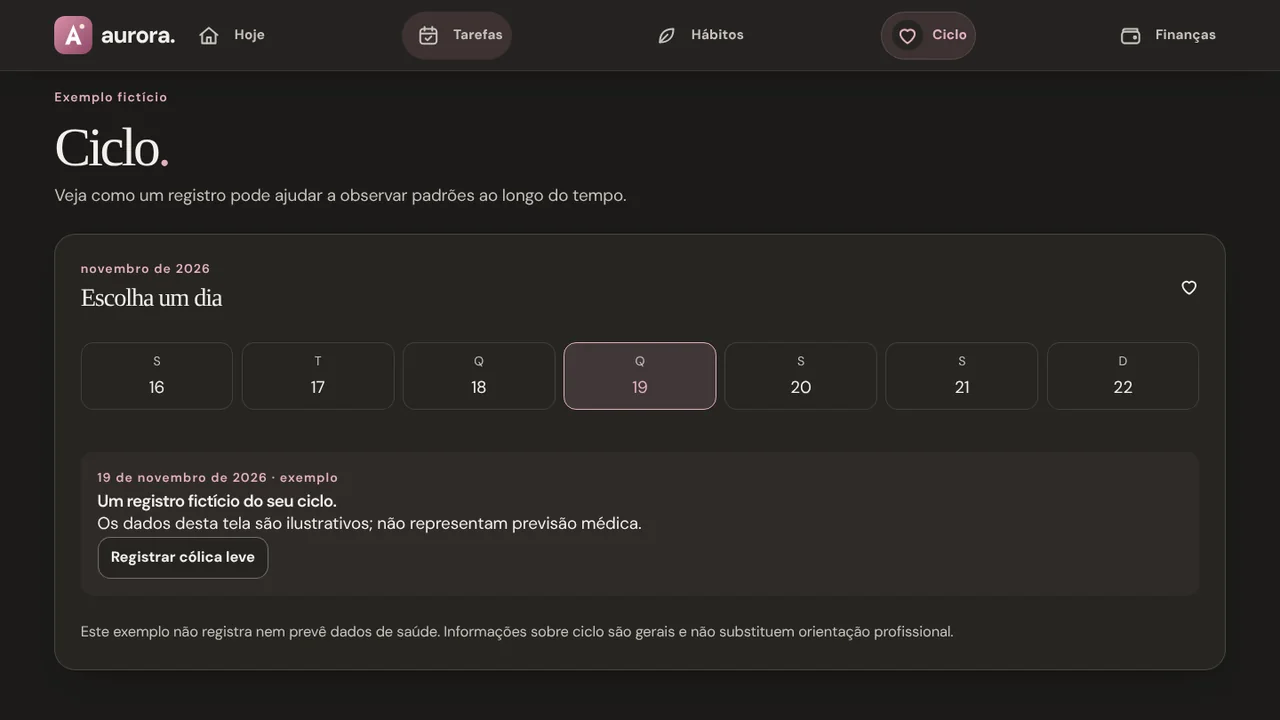 A aurora.
Hoje
Tarefas
Hábitos
Ciclo
Finanças
Exemplo fictício
Ciclo.
Veja como um registro pode ajudar a observar padrões ao longo do tempo.
novembro de 2026
Escolha um dia
S T Q Q S S D
16 17 18 19 20 21 22
19 de novembro de 2026 · exemplo
Um registro fictício do seu ciclo.
Os dados desta tela são ilustrativos; não representam previsão médica.
Registrar cólica leve
Este exemplo não registra nem prevê dados de saúde. Informações sobre ciclo são gerais e não substituem orientação profissional.